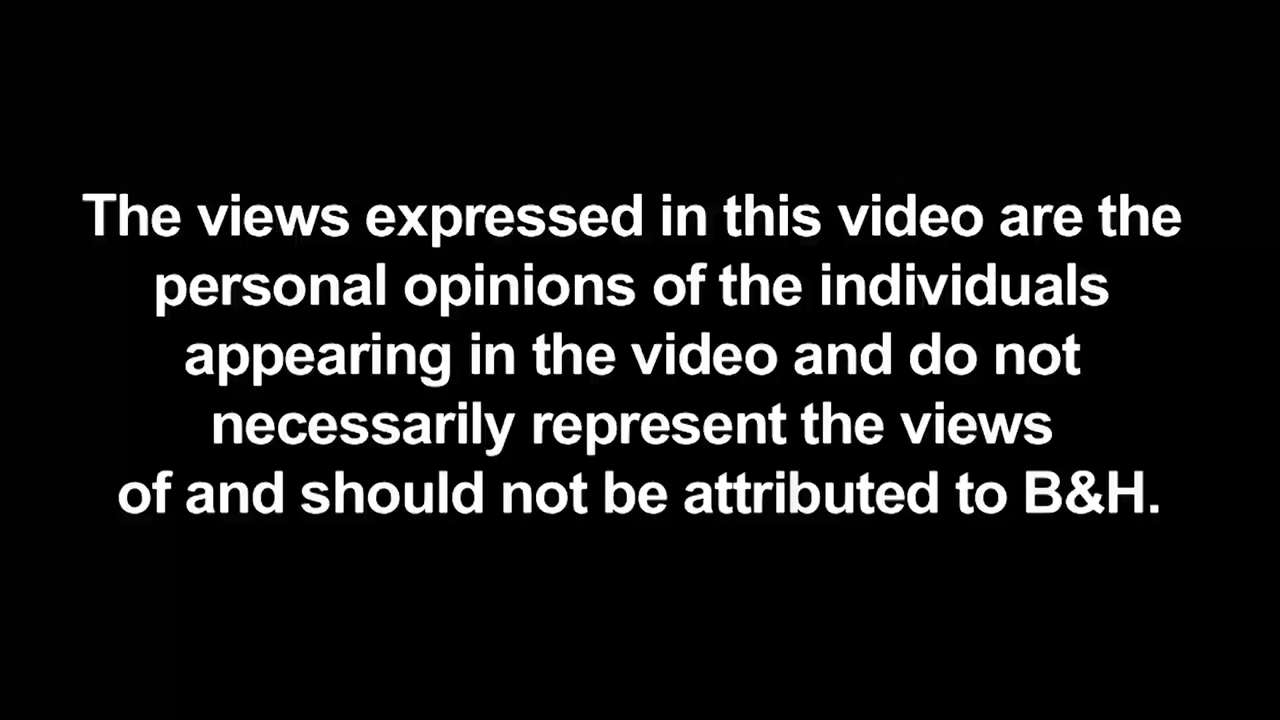 The views expressed in this video are the
personal opinions of the individuals
appearing in the video and do not
necessarily represent the views
of and should not be attributed to B&H.